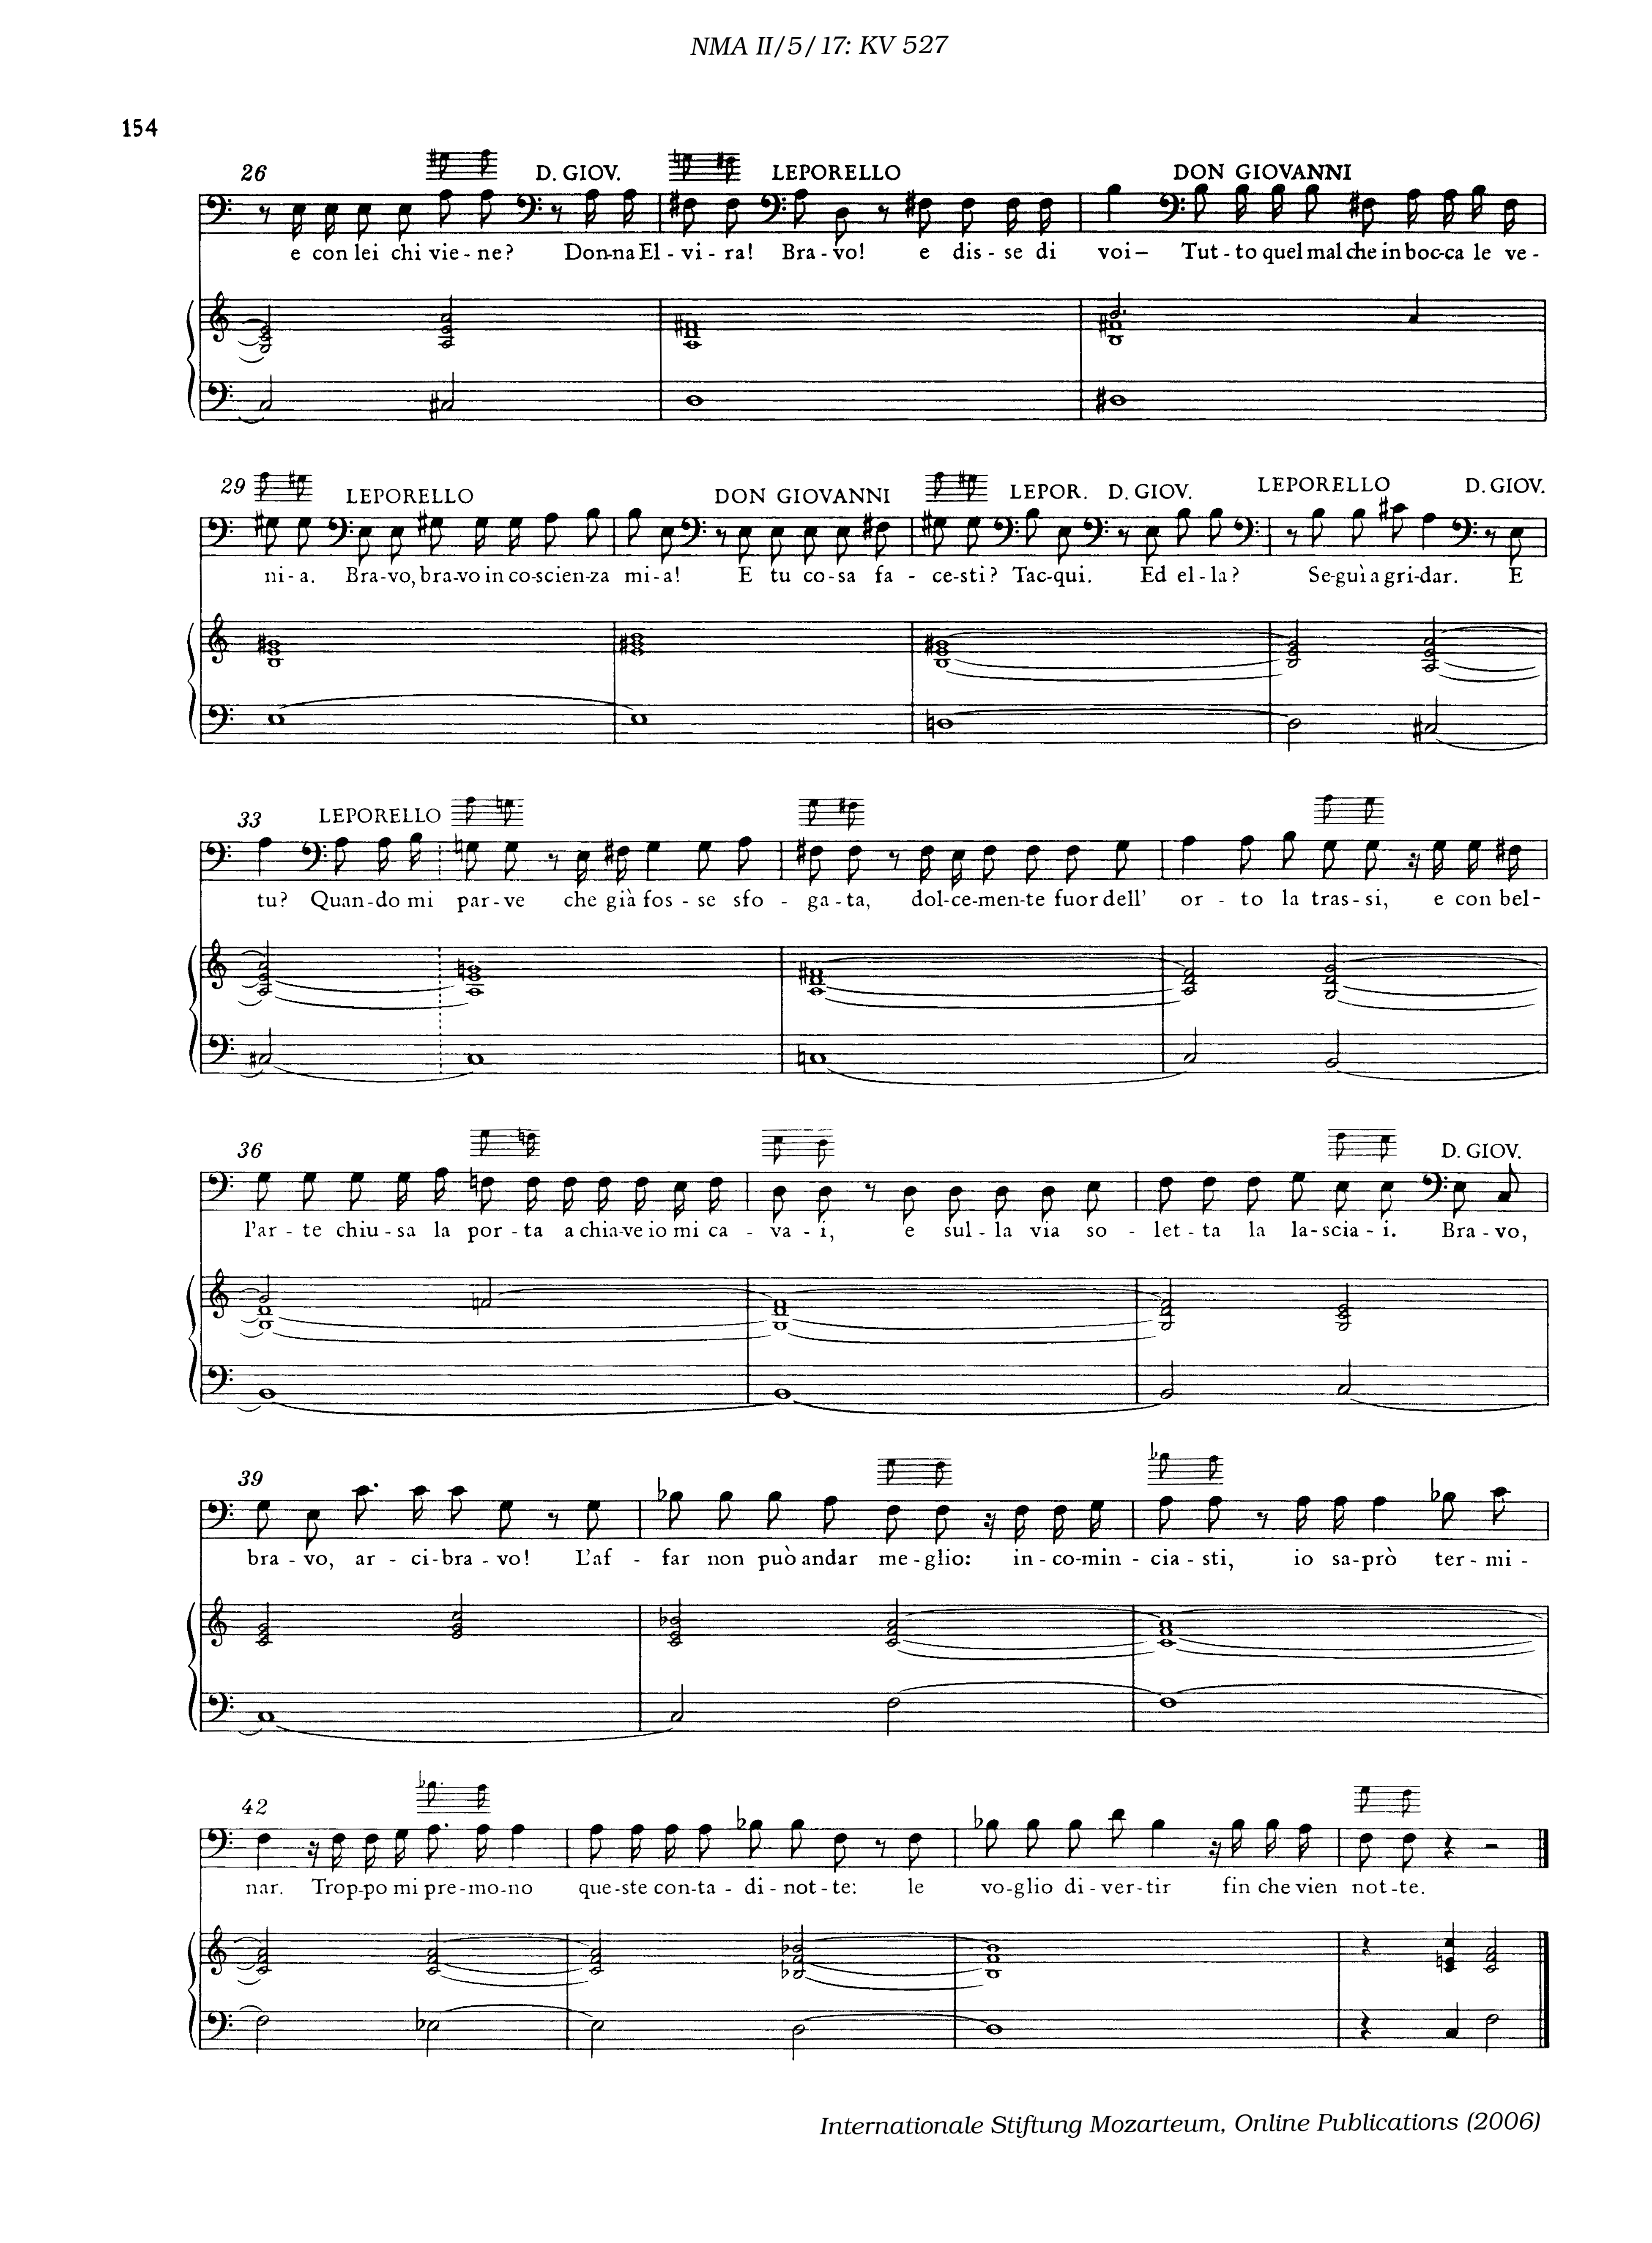 NMA II/5/17: KV 527
154
26 D. GIOV. LEPORELLO DON GIOVANNI
e con lei chi vie - ne? Don-na El - vi - ra! Bra - vo! e dis - se di voi— Tut - to quel mal che in boc-ca le ve -
29 LEPORELLO DON GIOVANNI LEPOR. D. GIOV. LEPORELLO D. GIOV.
ni - a. Bra - vo, bra-vo in co-scien-za mi - a! E tu co - sa fa - ce-sti? Tac-qui. Ed el - la? Se-guì a gri-dar. E
33 LEPORELLO
tu? Quan-do mi par - ve che già fos - se sfo - ga - ta, dol-ce-men-te fuor dell' or - to la tras - si, e con bel-
36 D. GIOV.
l'ar - te chiu - sa la por - ta a chia-ve io mi ca - va - i, e sul - la via so - let - ta la la-scia - i. Bra - vo,
39
bra - vo, ar - ci - bra - vo! L'af - far non può andar me - glio: in - co-min - cia - sti, io sa-prò ter - mi -
42
nar. Trop-po mi pre-mo-no que-ste con-ta - di - not - te: le vo-glio di - ver-tir fin che vien not-te.
Internationale Stiftung Mozarteum, Online Publications (2006)